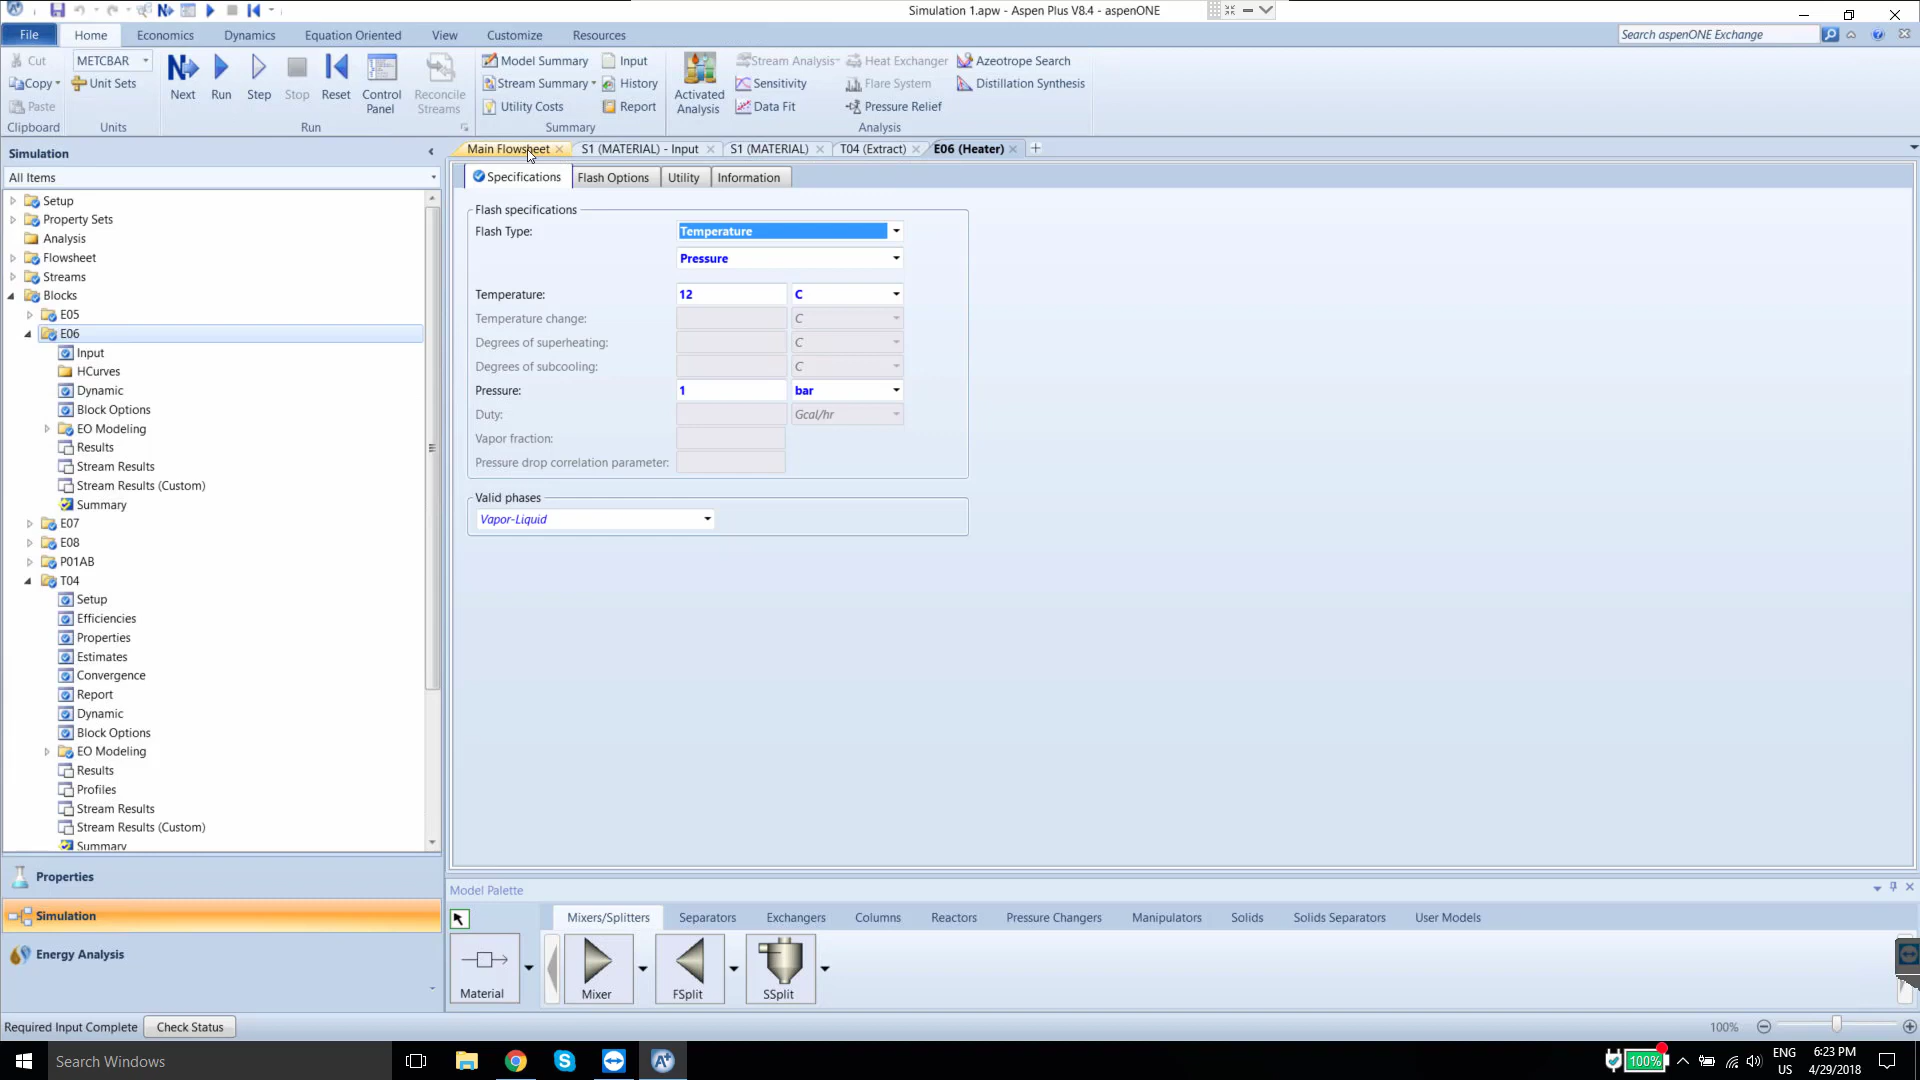 Simulation 1.apw - Aspen Plus V8.4 - aspenONE
File Home Economics Dynamics Equation Oriented View Customize Resources Search aspenONE Exchange
Cut METCBAR Model Summary Input Stream Analysis Heat Exchanger Azeotrope Search
Copy Unit Sets Stream Summary History Sensitivity Flare System Distillation Synthesis
Paste Next Run Step Stop Reset Control Panel Reconcile Streams Utility Costs Report Activated Analysis Data Fit Pressure Relief
Clipboard Units Run Summary Analysis
Simulation Main Flowsheet S1 (MATERIAL) - Input S1 (MATERIAL) T04 (Extract) E06 (Heater)
All Items
Setup
Property Sets
Analysis
Flowsheet
Streams
Blocks
E05
E06
Input
HCurves
Dynamic
Block Options
EO Modeling
Results
Stream Results
Stream Results (Custom)
Summary
E07
E08
P01AB
T04
Setup
Efficiencies
Properties
Estimates
Convergence
Report
Dynamic
Block Options
EO Modeling
Results
Profiles
Stream Results
Stream Results (Custom)
Summary
Properties
Simulation
Energy Analysis
Specifications Flash Options Utility Information
Flash specifications
Flash Type: Temperature
Pressure
Temperature: 12 C
Temperature change: C
Degrees of superheating: C
Degrees of subcooling: C
Pressure: 1 bar
Duty: Gcal/hr
Vapor fraction:
Pressure drop correlation parameter:
Valid phases
Vapor-Liquid
Model Palette
Mixers/Splitters Separators Exchangers Columns Reactors Pressure Changers Manipulators Solids Solids Separators User Models
Material Mixer FSplit SSplit
Required Input Complete Check Status 100%
Search Windows 100% ENG 6:23 PM
US 4/29/2018